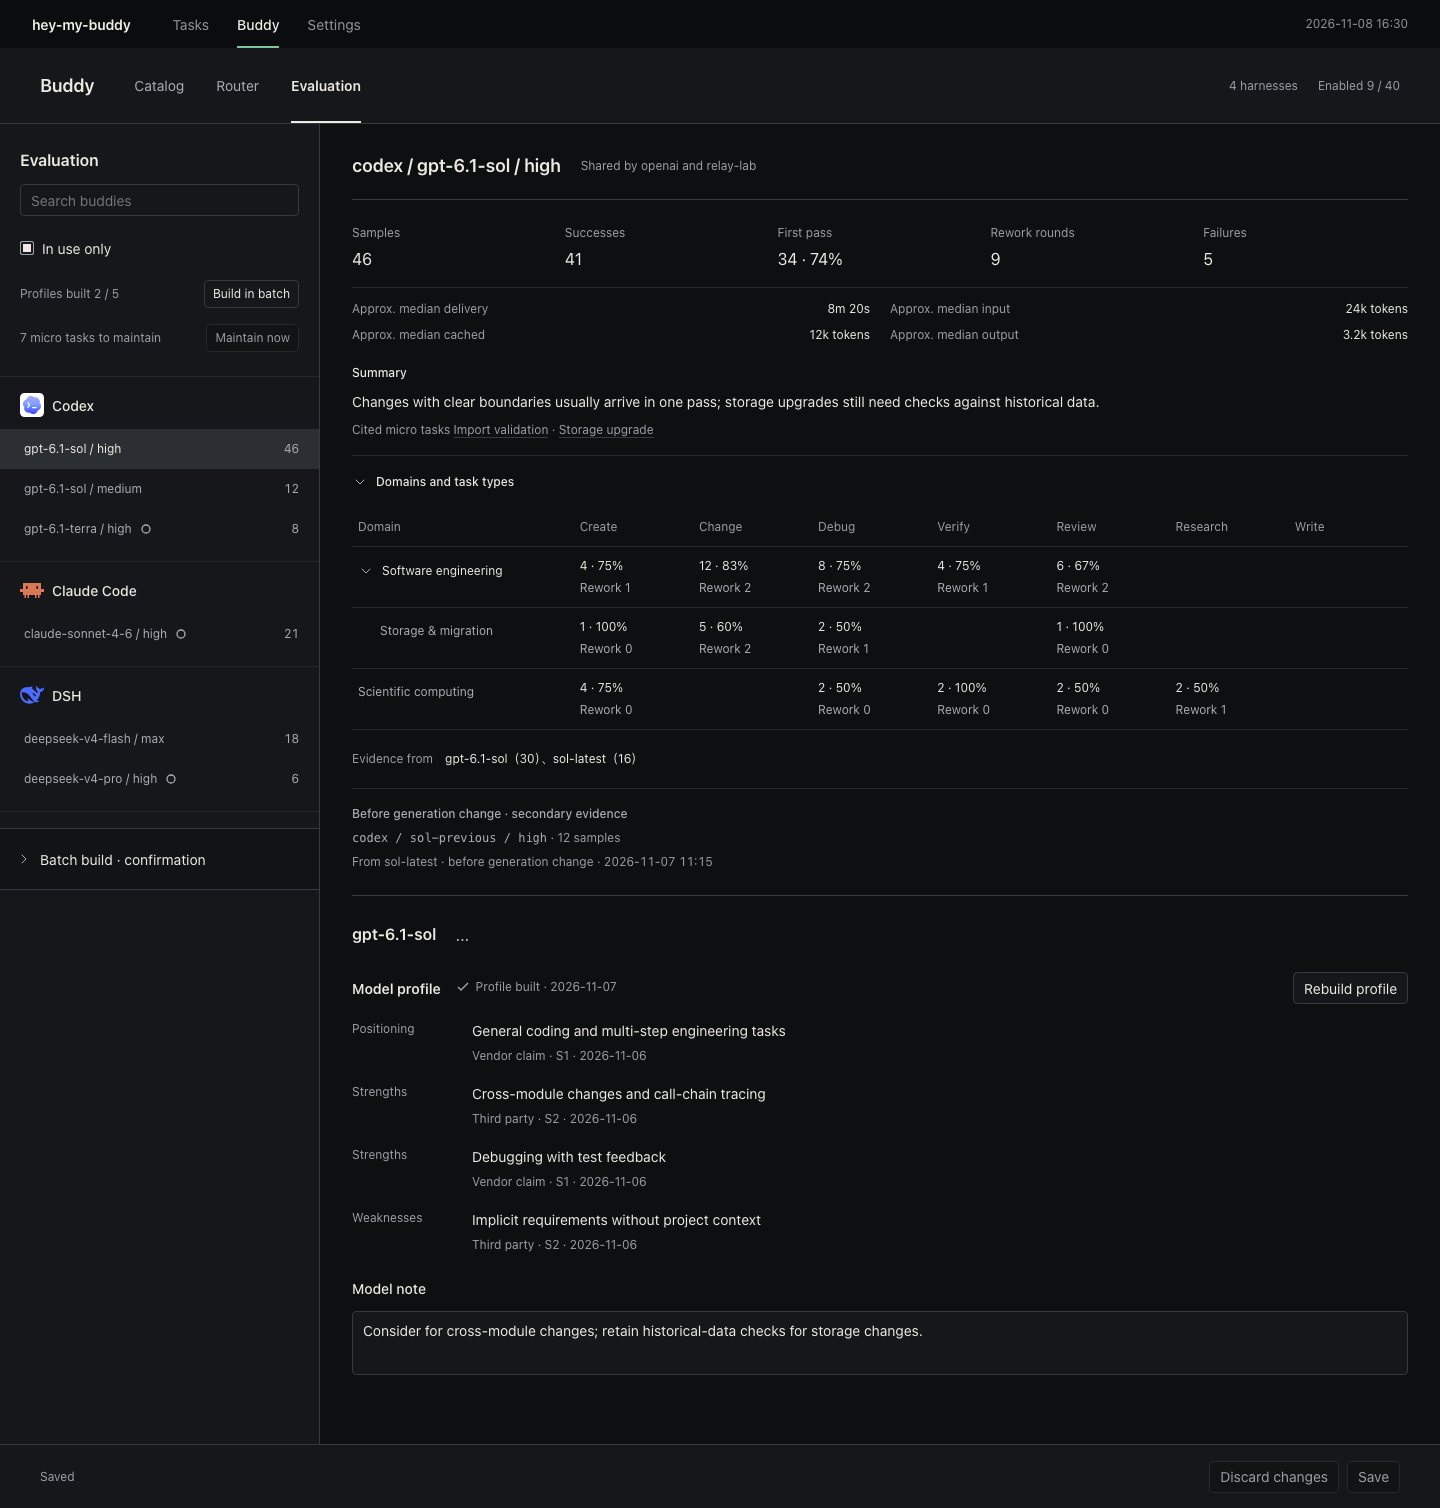 hey-my-buddy Tasks Buddy Settings 2026-11-08 16:30
Buddy Catalog Router Evaluation 4 harnesses Enabled 9 / 40
Evaluation
Search buddies
In use only
Profiles built 2 / 5 Build in batch
7 micro tasks to maintain Maintain now
Codex
gpt-6.1-sol / high 46
gpt-6.1-sol / medium 12
gpt-6.1-terra / high 8
Claude Code
claude-sonnet-4-6 / high 21
DSH
deepseek-v4-flash / max 18
deepseek-v4-pro / high 6
Batch build · confirmation
codex / gpt-6.1-sol / high Shared by openai and relay-lab
Samples Successes First pass Rework rounds Failures
46 41 34 · 74% 9 5
Approx. median delivery 8m 20s Approx. median input 24k tokens
Approx. median cached 12k tokens Approx. median output 3.2k tokens
Summary
Changes with clear boundaries usually arrive in one pass; storage upgrades still need checks against historical data.
Cited micro tasks Import validation · Storage upgrade
Domains and task types
Domain Create Change Debug Verify Review Research Write
Software engineering 4 · 75% 12 · 83% 8 · 75% 4 · 75% 6 · 67%
Rework 1 Rework 2 Rework 2 Rework 1 Rework 2
Storage & migration 1 · 100% 5 · 60% 2 · 50% 1 · 100%
Rework 0 Rework 2 Rework 1 Rework 0
Scientific computing 4 · 75% 2 · 50% 2 · 100% 2 · 50% 2 · 50%
Rework 0 Rework 0 Rework 0 Rework 0 Rework 1
Evidence from gpt-6.1-sol（30）、sol-latest（16）
Before generation change · secondary evidence
codex / sol-previous / high · 12 samples
From sol-latest · before generation change · 2026-11-07 11:15
gpt-6.1-sol ...
Model profile Profile built · 2026-11-07 Rebuild profile
Positioning General coding and multi-step engineering tasks
Vendor claim · S1 · 2026-11-06
Strengths Cross-module changes and call-chain tracing
Third party · S2 · 2026-11-06
Strengths Debugging with test feedback
Vendor claim · S1 · 2026-11-06
Weaknesses Implicit requirements without project context
Third party · S2 · 2026-11-06
Model note
Consider for cross-module changes; retain historical-data checks for storage changes.
Saved Discard changes Save